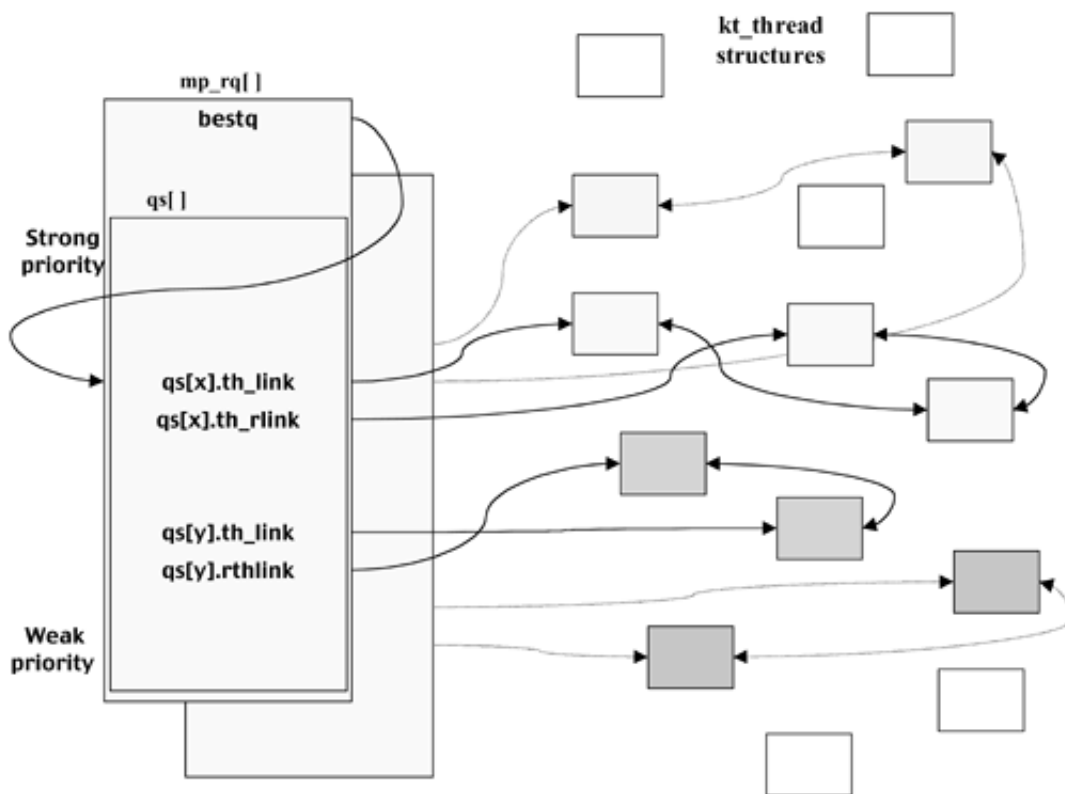 kt_thread
structures
mp_rq[ ]
bestq
qs[ ]
Strong
priority
qs[x].th_link
qs[x].th_rlink
qs[y].th_link
qs[y].rthlink
Weak
priority